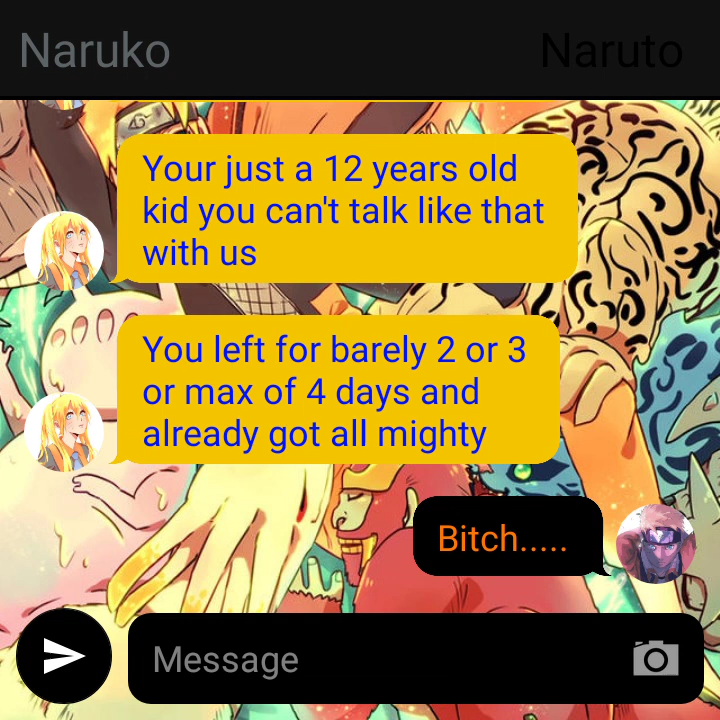 Naruko
Naruto
Your just a 12 years old
kid you can't talk like that
with us
You left for barely 2 or 3
or max of 4 days and
already got all mighty
Bitch.....
Message